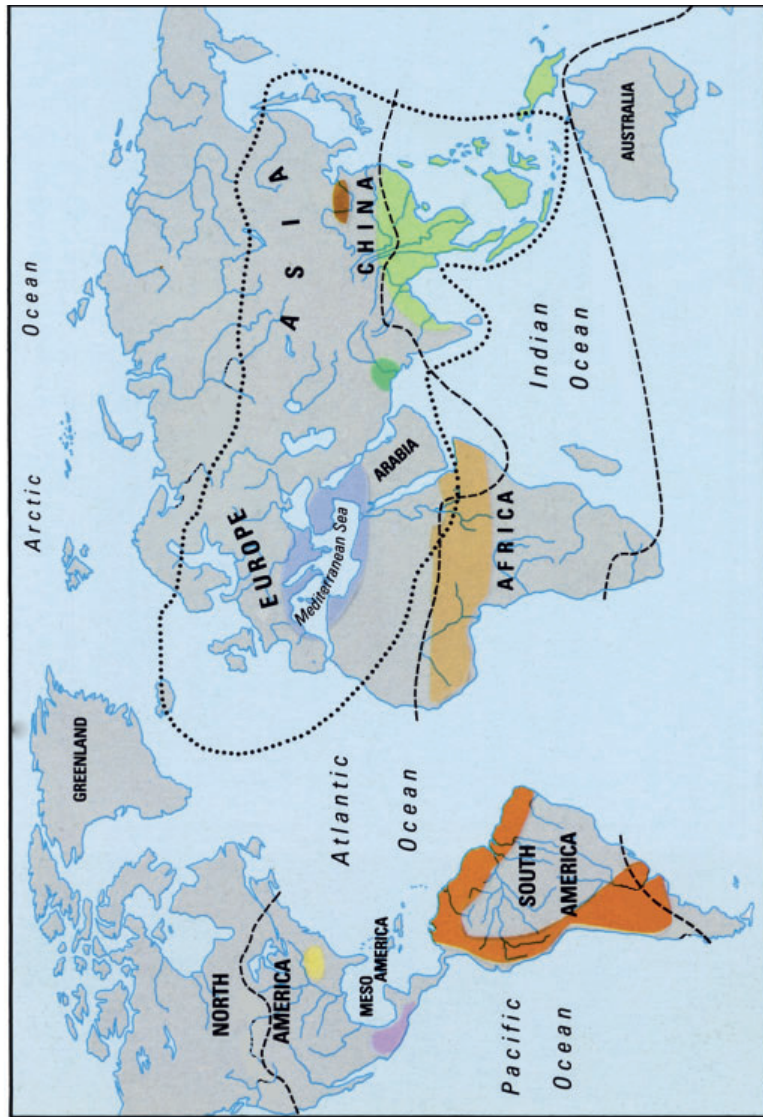 Arctic Ocean
GREENLAND
NORTH
AMERICA
MESO
AMERICA
Atlantic
Ocean
Pacific
Ocean
SOUTH
AMERICA
EUROPE
Mediterranean Sea
ARABIA
AFRICA
ASIA
CHINA
Indian
Ocean
AUSTRALIA